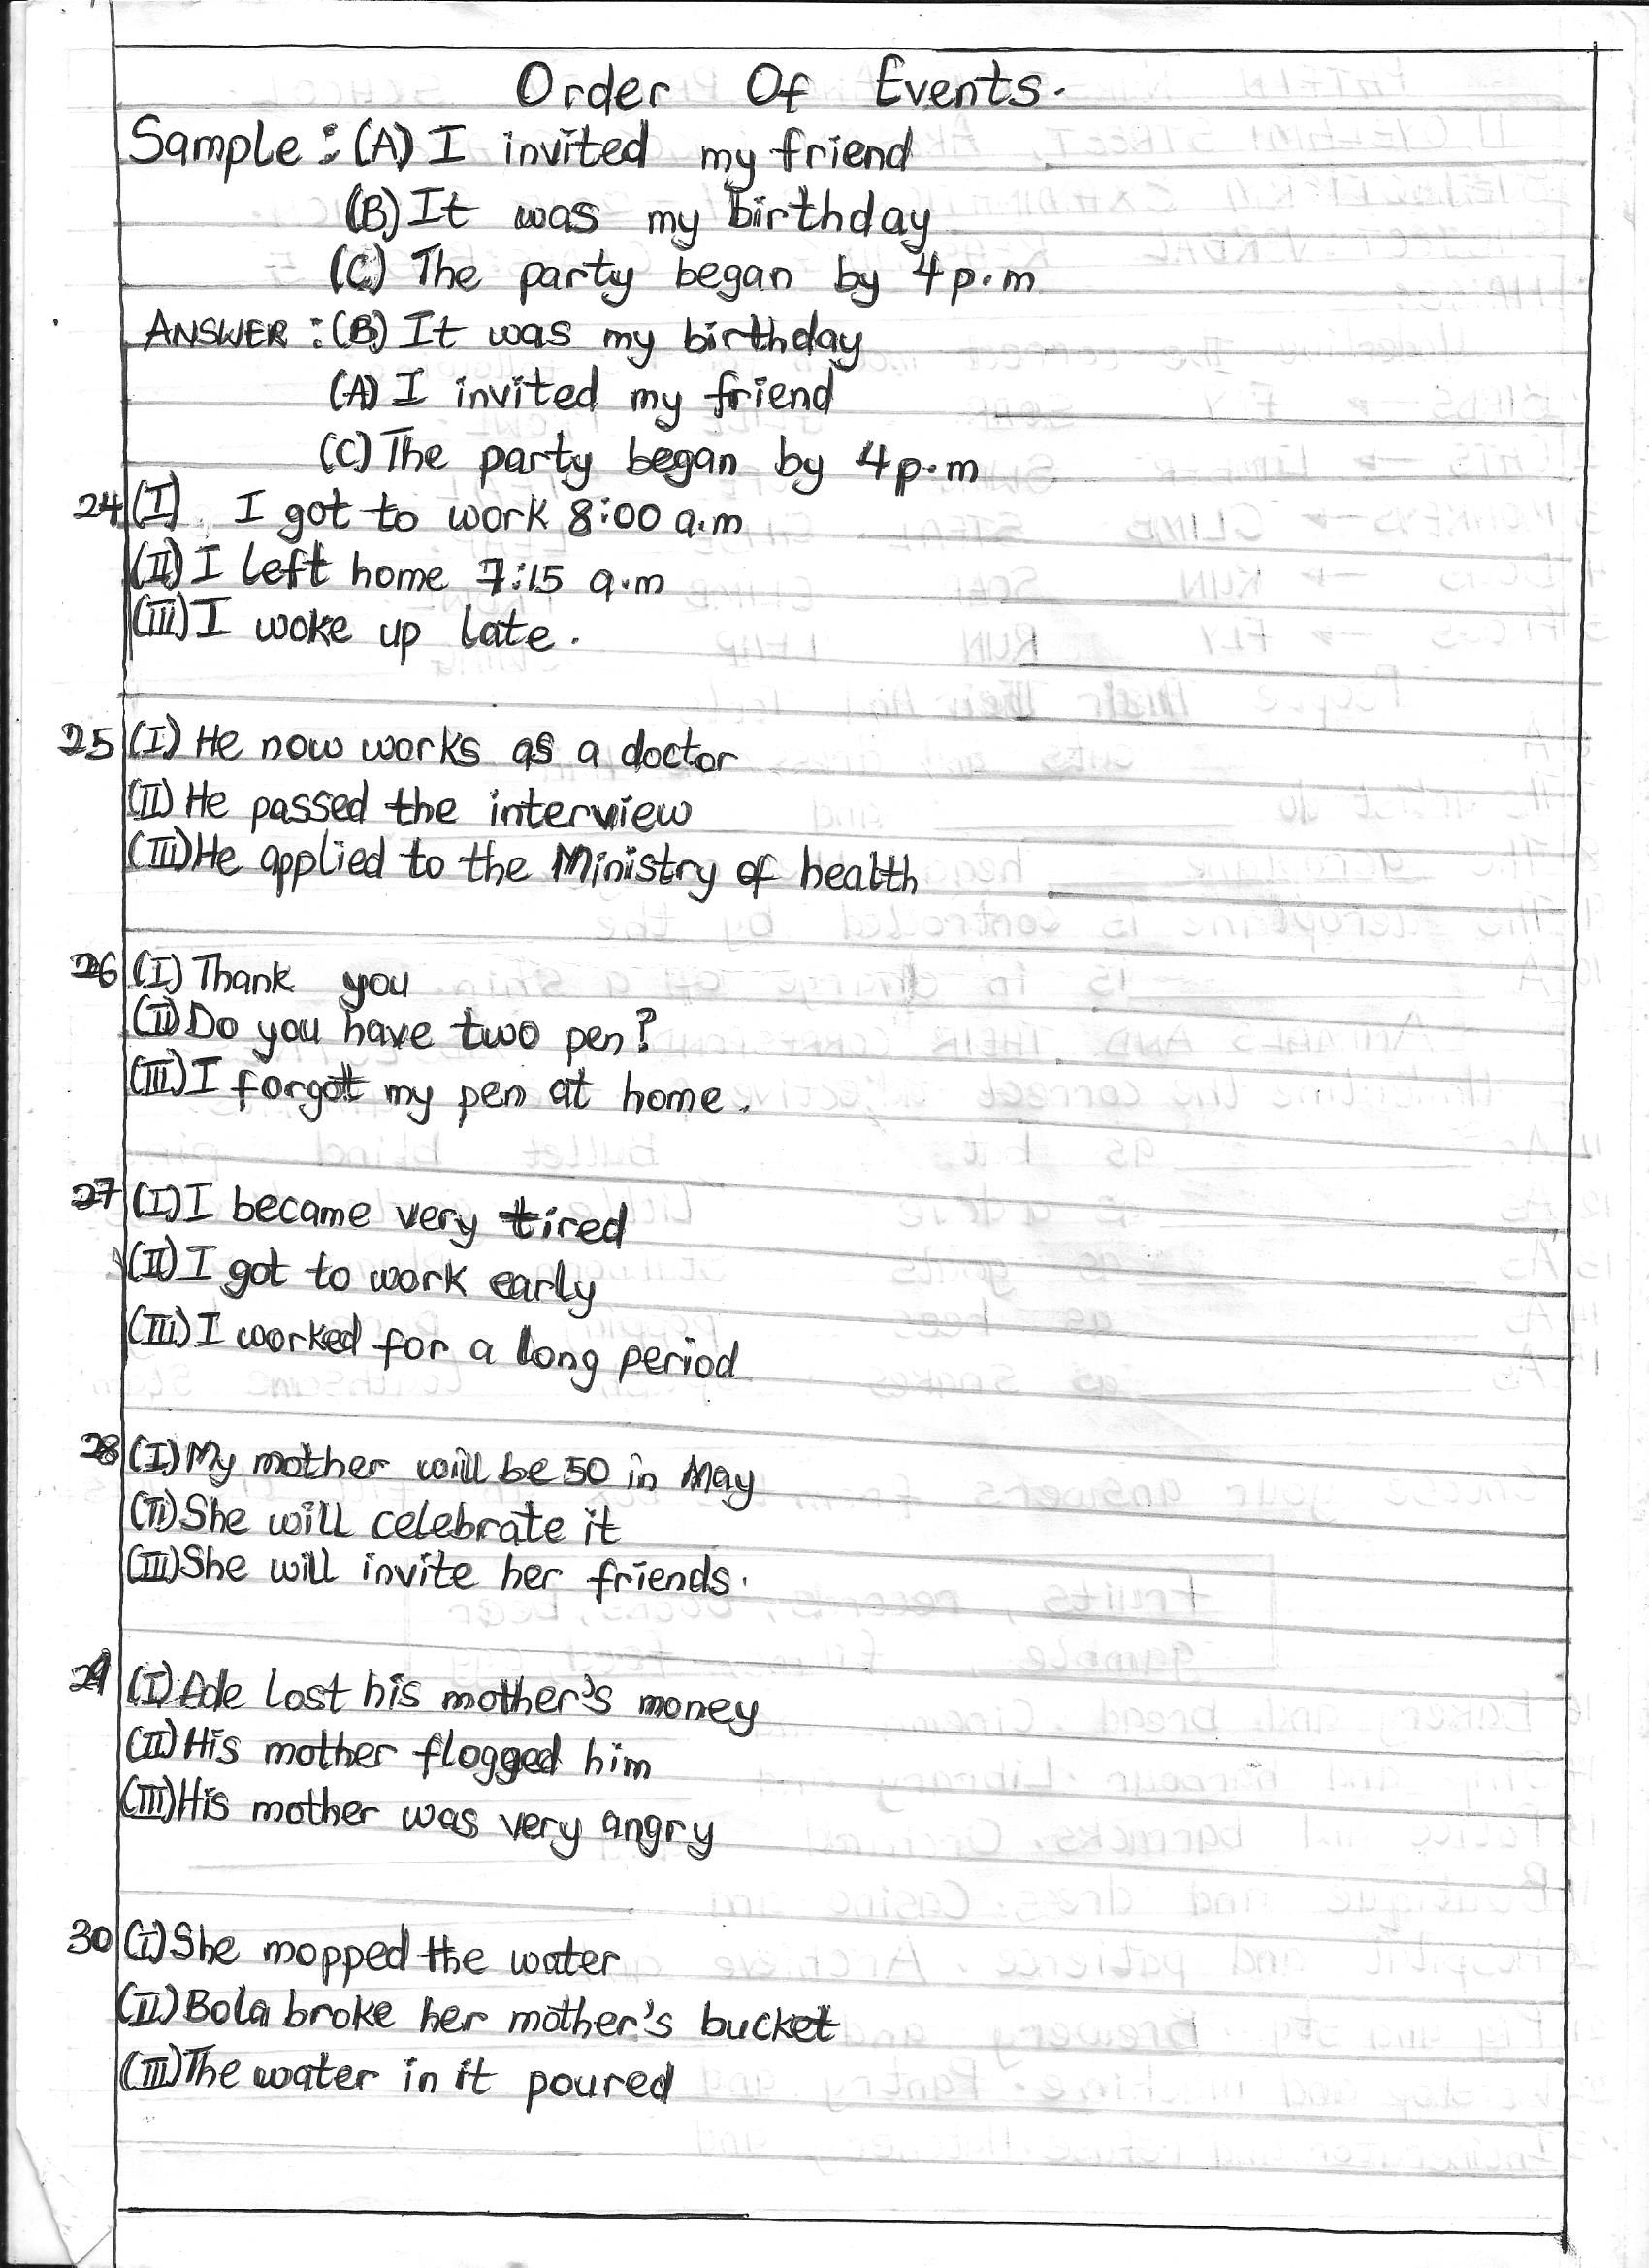 Order Of Events.
Sample: (A) I invited my friend
(B) It was my birthday
(C) The party began by 4p.m
ANSWER: (B) It was my birthday
(A) I invited my friend
(C) The party began by 4p.m
24 (I). I got to work 8:00 a.m
(II) I left home 7:15 a.m
(III) I woke up late.
25 (I) He now works as a doctor
(II) He passed the interview
(III) He applied to the Ministry of health
26 (I) Thank you
(II) Do you have two pen?
(III) I forgot my pen at home.
27 (I) I became very tired
(II) I got to work early
(III) I worked for a long period
28 (I) My mother will be 50 in May
(II) She will celebrate it
(III) She will invite her friends.
29 (I) Ade lost his mother's money
(II) His mother flogged him
(III) His mother was very angry
30 (i) She mopped the water
(II) Bola broke her mother's bucket
(III) The water in it poured